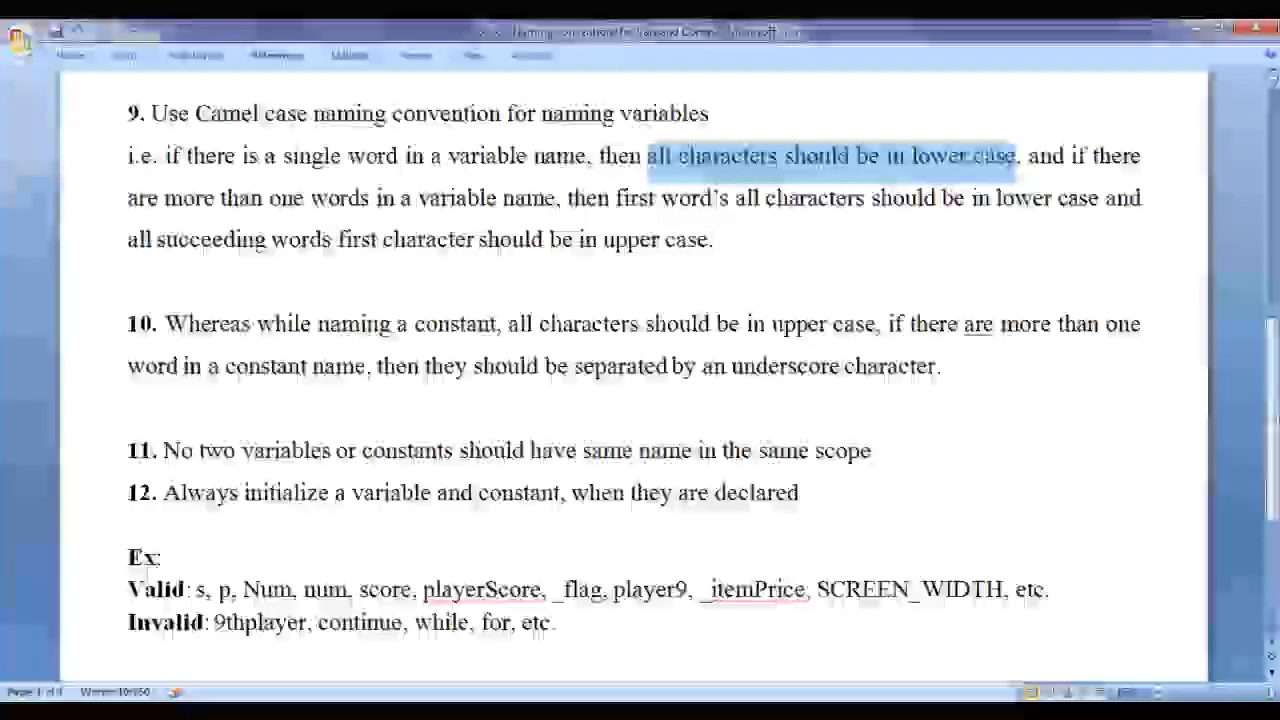 9. Use Camel case naming convention for naming variables
i.e. if there is a single word in a variable name, then all characters should be in lower case, and if there
are more than one words in a variable name, then first word's all characters should be in lower case and
all succeeding words first character should be in upper case.
10. Whereas while naming a constant, all characters should be in upper case, if there are more than one
word in a constant name, then they should be separated by an underscore character.
11. No two variables or constants should have same name in the same scope
12. Always initialize a variable and constant, when they are declared
Ex:
Valid: s, p, Num, num, score, playerScore, _flag, player9, _itemPrice, SCREEN_WIDTH, etc.
Invalid: 9thplayer, continue, while, for, etc.